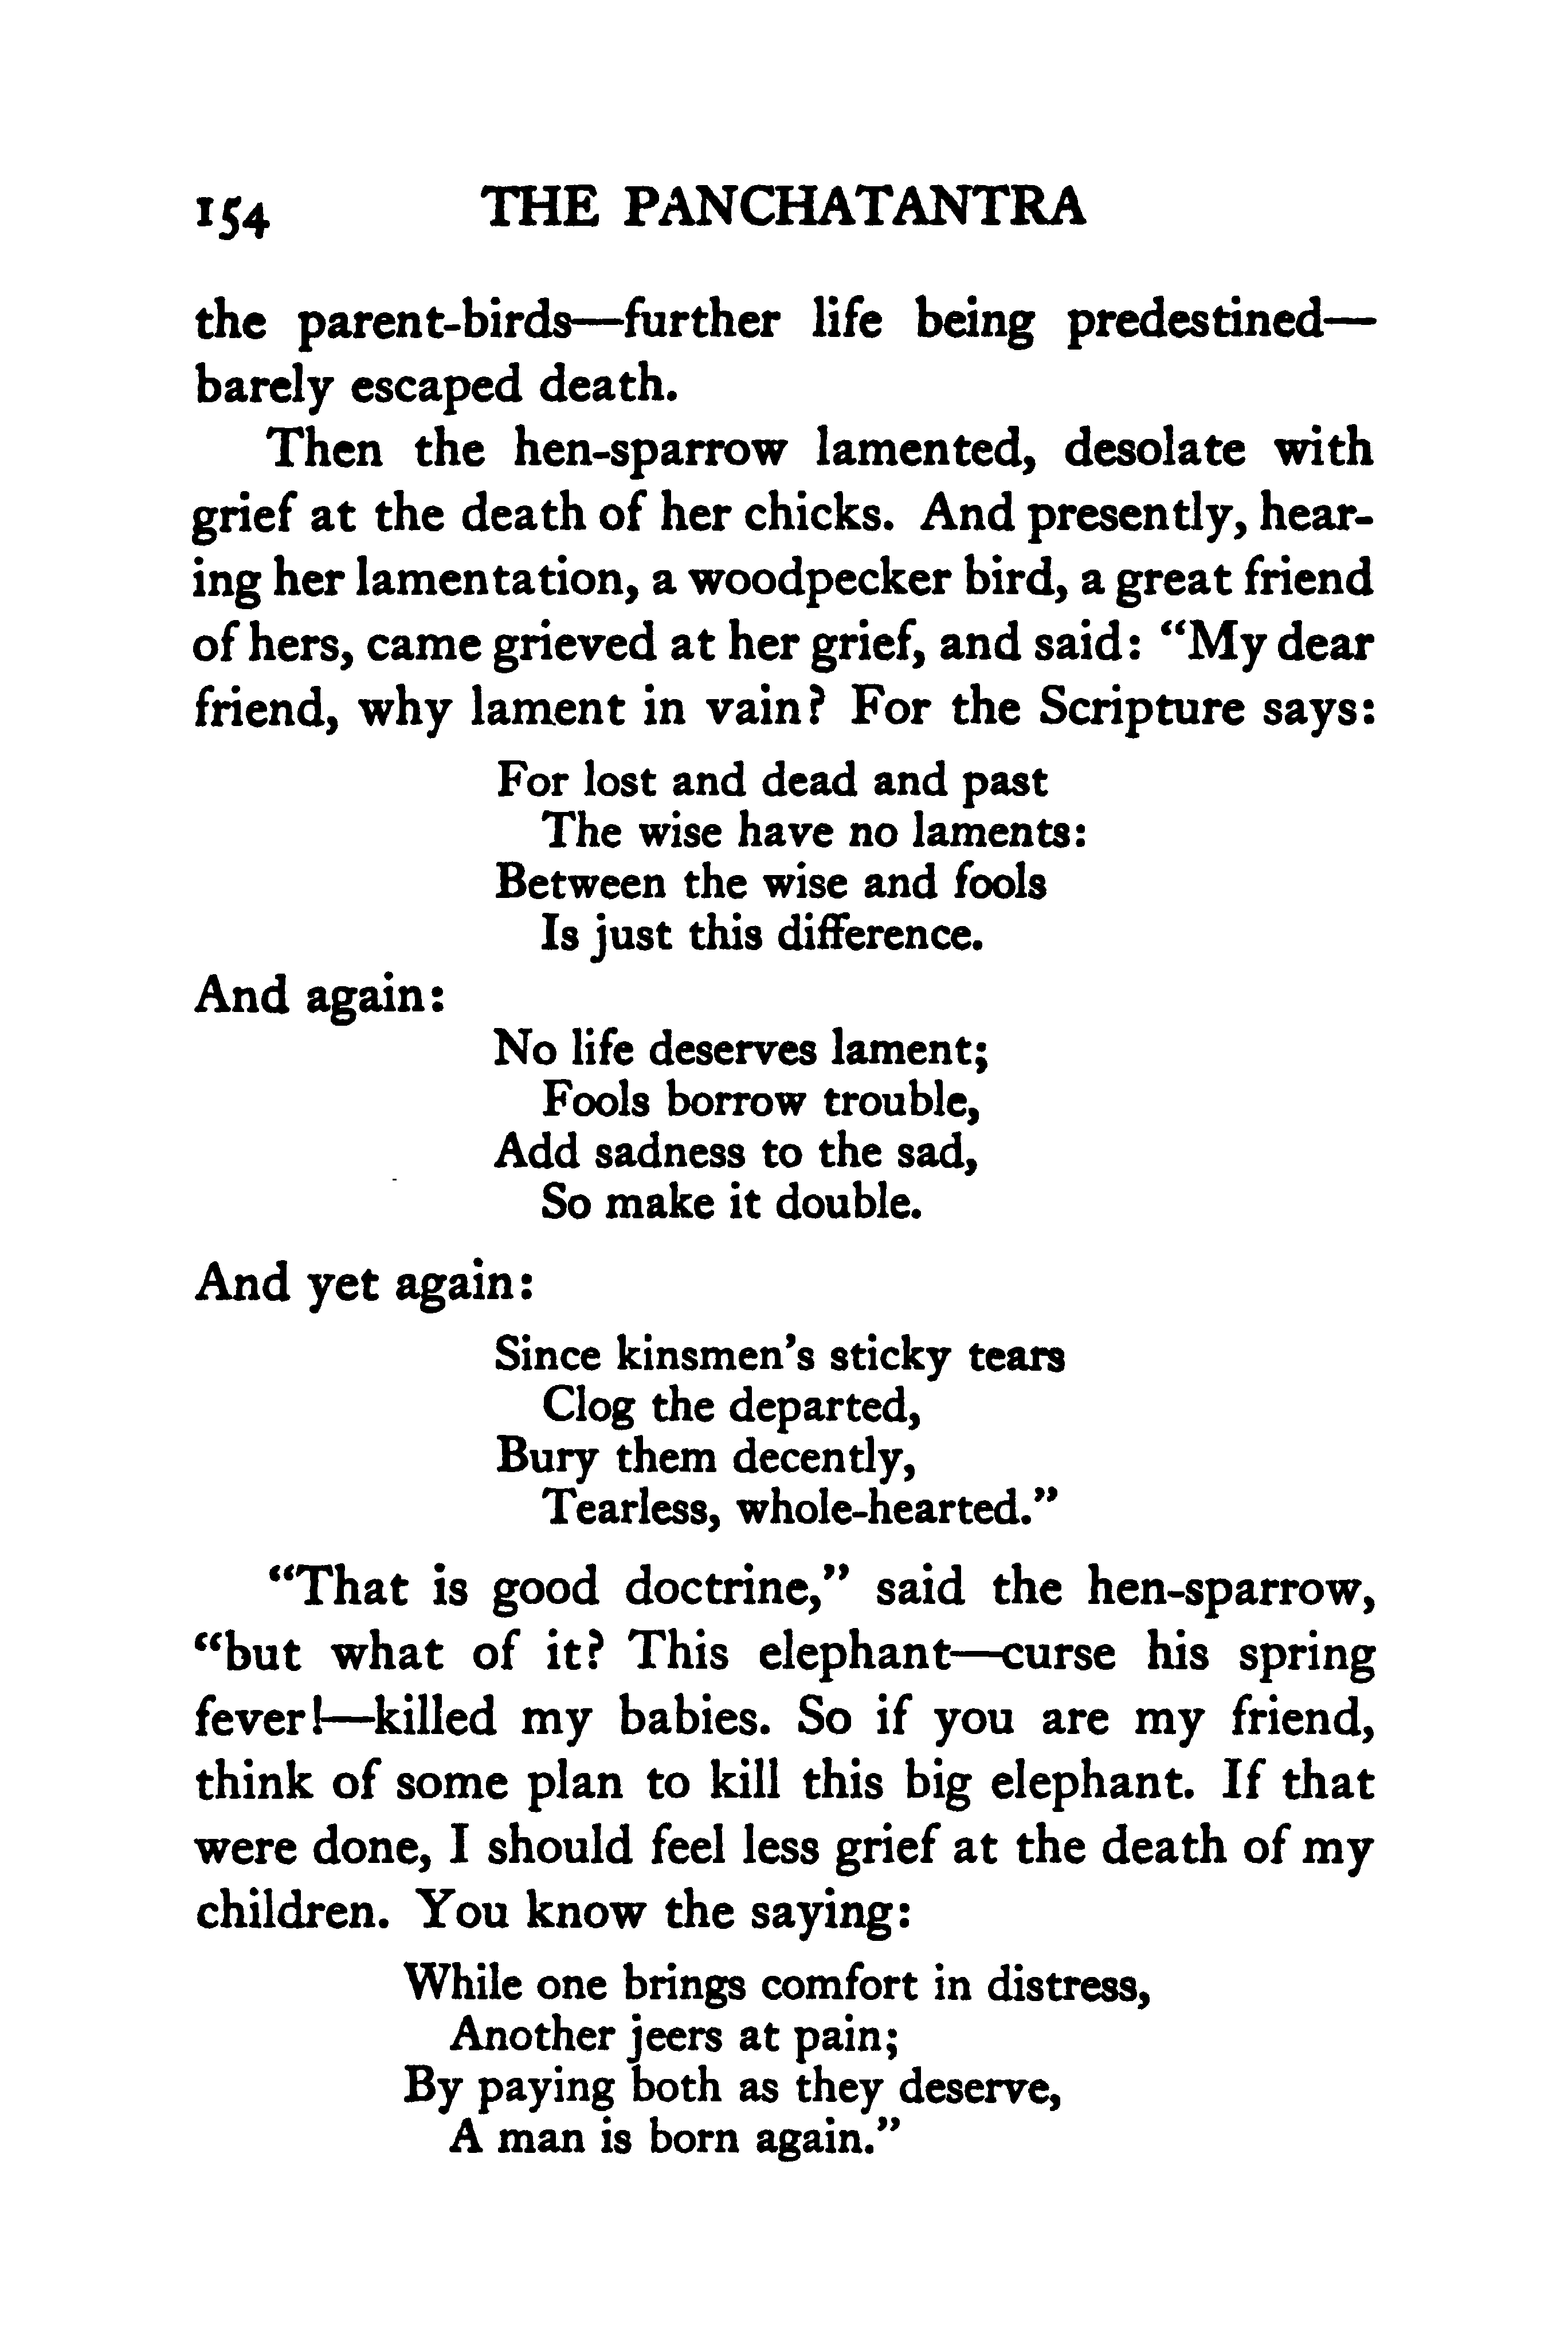 154 THE PANCHATANTRA
the parent-birds—further life being predestined—
barely escaped death.
Then the hen-sparrow lamented, desolate with
grief at the death of her chicks. And presently, hear-
ing her lamentation, a woodpecker bird, a great friend
of hers, came grieved at her grief, and said: “My dear
friend, why lament in vain? For the Scripture says:
For lost and dead and past
The wise have no laments:
Between the wise and fools
Is just this difference.
And again:
No life deserves lament;
Fools borrow trouble,
Add sadness to the sad,
So make it double.
And yet again:
Since kinsmen’s sticky tears
Clog the departed,
Bury them decently,
Tearless, whole-hearted.”
“That is good doctrine,” said the hen-sparrow,
“but what of it? This elephant—curse his spring
fever!—killed my babies. So if you are my friend,
think of some plan to kill this big elephant. If that
were done, I should feel less grief at the death of my
children. You know the saying:
While one brings comfort in distress,
Another jeers at pain;
By paying both as they deserve,
A man is born again.”